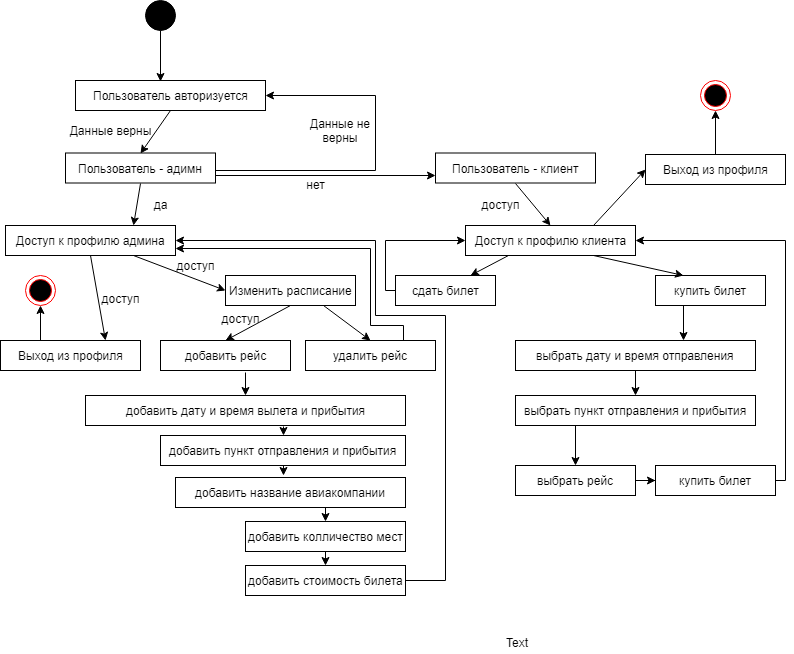 Пользователь авторизуется
Данные верны
Данные не
верны
Пользователь - адимн
Пользователь - клиент
Выход из профиля
нет
да
доступ
Доступ к профилю админа
Доступ к профилю клиента
доступ
доступ
Изменить расписание
сдать билет
купить билет
доступ
Выход из профиля
добавить рейс
удалить рейс
выбрать дату и время отправления
добавить дату и время вылета и прибытия
выбрать пункт отправления и прибытия
добавить пункт отправления и прибытия
добавить название авиакомпании
выбрать рейс
купить билет
добавить колличество мест
добавить стоимость билета
Text